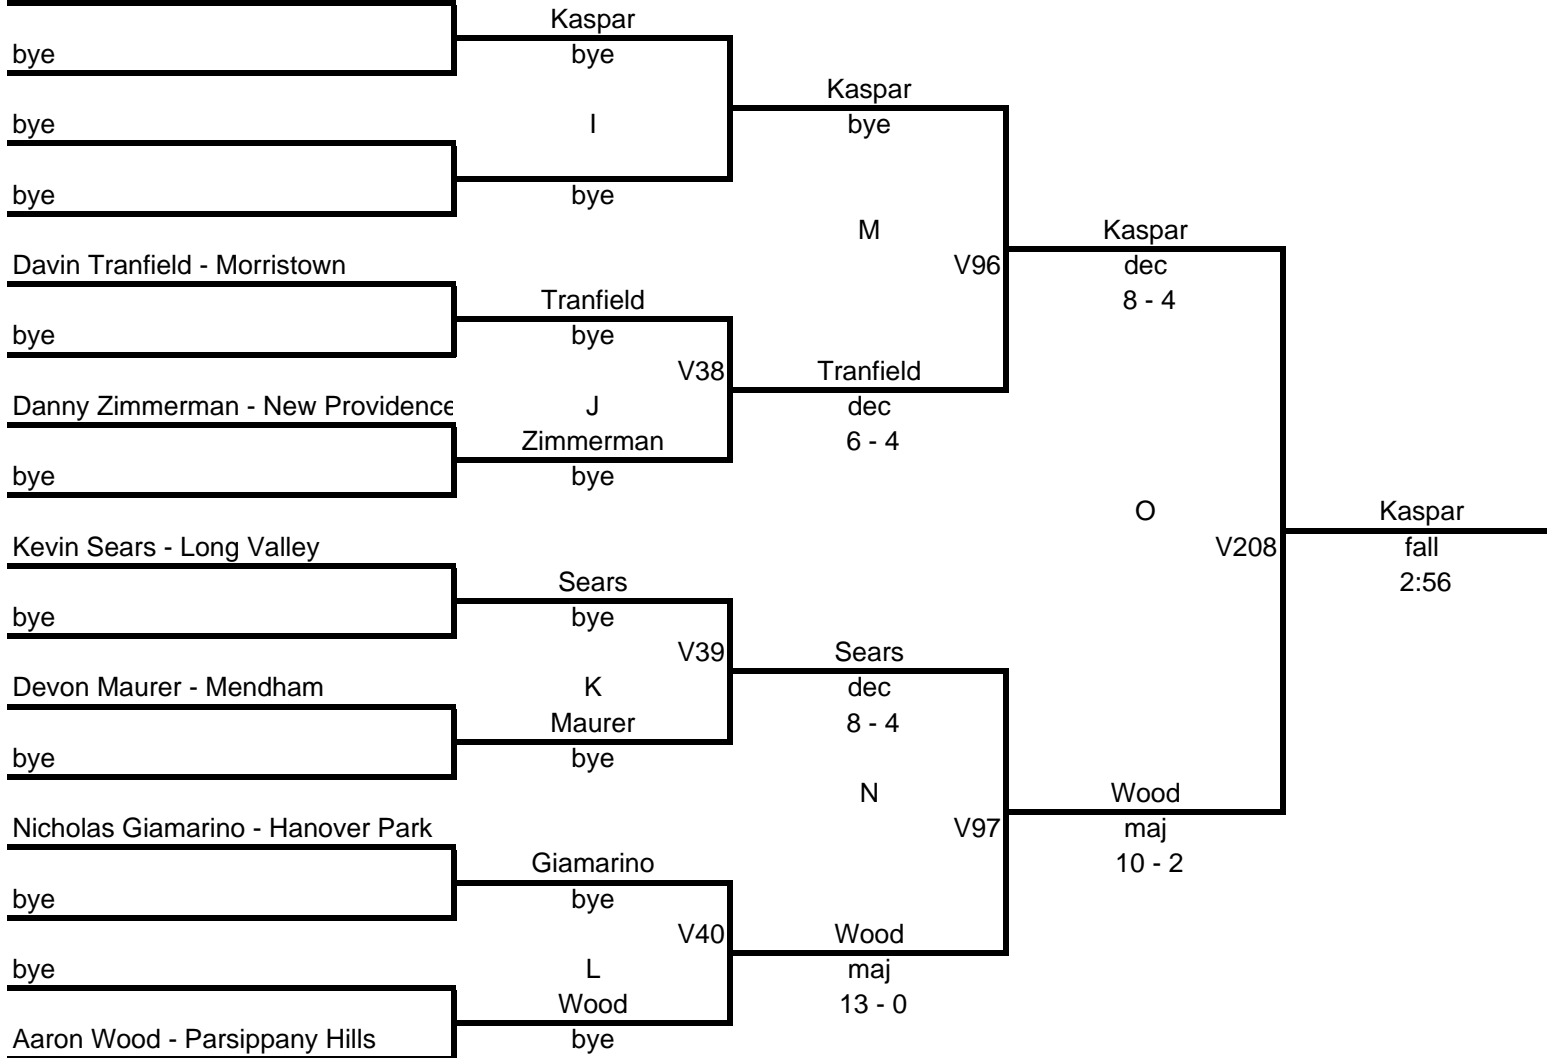 Kaspar
bye
bye
Kaspar
bye
I
bye
bye
bye
M
Kaspar
Davin Tranfield - Morristown
V96
dec
Tranfield
8 - 4
bye
bye
V38
Tranfield
Danny Zimmerman - New Providence
J
dec
Zimmerman
6 - 4
bye
bye
O
Kaspar
Kevin Sears - Long Valley
V208
fall
Sears
2:56
bye
bye
V39
Sears
Devon Maurer - Mendham
K
dec
Maurer
8 - 4
bye
bye
N
Wood
Nicholas Giamarino - Hanover Park
V97
maj
Giamarino
10 - 2
bye
bye
V40
Wood
bye
L
maj
Wood
13 - 0
Aaron Wood - Parsippany Hills
bye